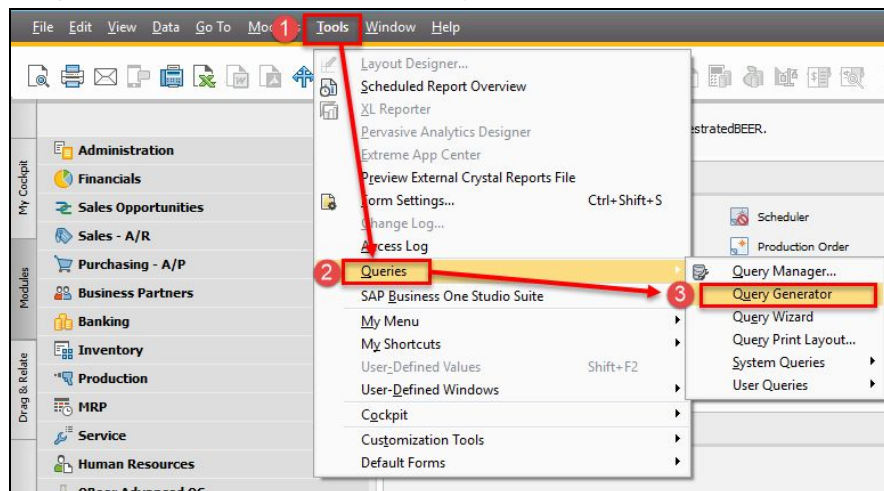 File Edit View Data Go To Tools Window Help
1
Layout Designer...
Scheduled Report Overview
XL Reporter
Pervasive Analytics Designer
Extreme App Center
Preview External Crystal Reports File
Form Settings... Ctrl+Shift+S
Change Log...
Access Log
2 Queries
SAP Business One Studio Suite
My Menu
My Shortcuts
User-Defined Values Shift+F2
User-Defined Windows
Cockpit
Customization Tools
Default Forms
My Cockpit
Modules
Drag & Relate
Administration
Financials
Sales Opportunities
Sales - A/R
Purchasing - A/P
Business Partners
Banking
Inventory
Production
MRP
Service
Human Resources
estratedBEER.
Scheduler
Production Order
Query Manager...
3 Query Generator
Query Wizard
Query Print Layout...
System Queries
User Queries